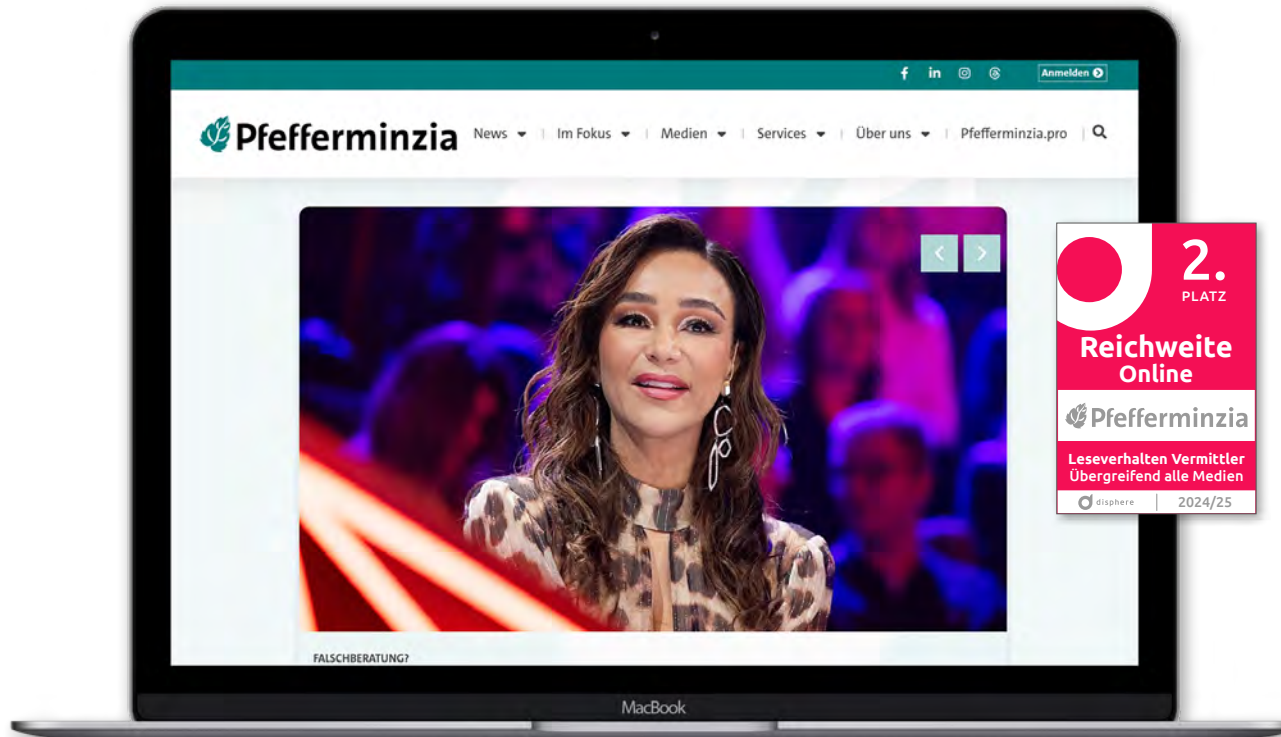 Anmelden
Pfefferminzia
News
Im Fokus
Medien
Services
Über uns
Pfefferminzia.pro
2.
PLATZ
Reichweite
Online
Pfefferminzia
Leseverhalten Vermittler
Übergreifend alle Medien
disphere
2024/25
FALSCHBERATUNG?
MacBook